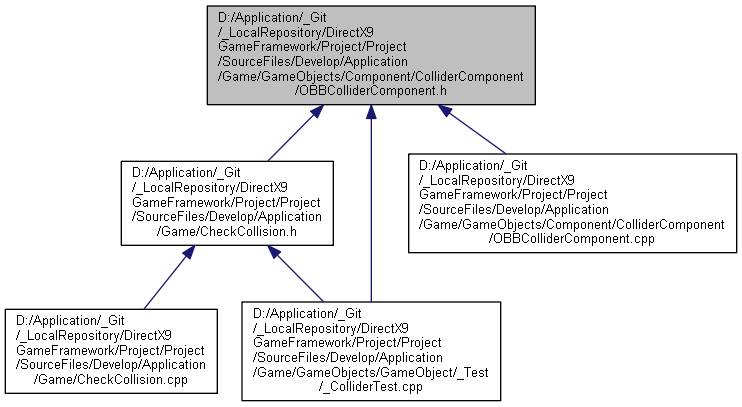 D:/Application/_Git
/_LocalRepository/DirectX9
GameFramework/Project/Project
/SourceFiles/Develop/Application
/Game/GameObjects/Component/ColliderComponent
/OBBColliderComponent.h
D:/Application/_Git
/_LocalRepository/DirectX9
GameFramework/Project/Project
/SourceFiles/Develop/Application
/Game/CheckCollision.h
D:/Application/_Git
/_LocalRepository/DirectX9
GameFramework/Project/Project
/SourceFiles/Develop/Application
/Game/GameObjects/Component/ColliderComponent
/OBBColliderComponent.cpp
D:/Application/_Git
/_LocalRepository/DirectX9
GameFramework/Project/Project
/SourceFiles/Develop/Application
/Game/CheckCollision.cpp
D:/Application/_Git
/_LocalRepository/DirectX9
GameFramework/Project/Project
/SourceFiles/Develop/Application
/Game/GameObjects/GameObject/_Test
/_ColliderTest.cpp